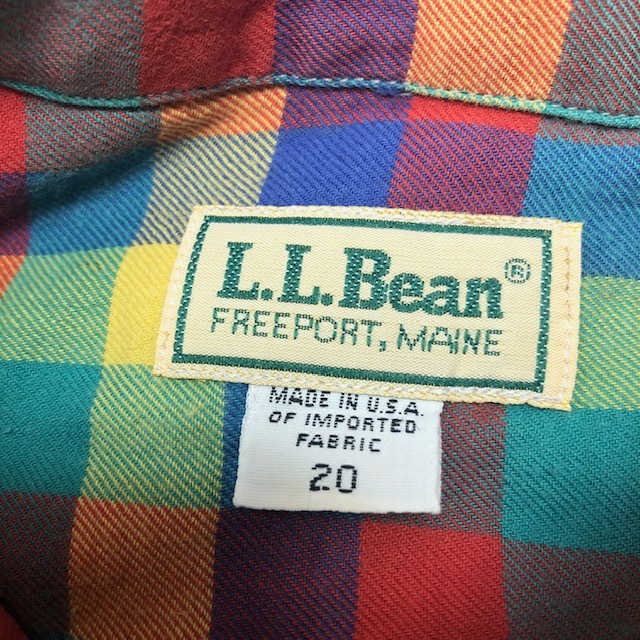 L.L.Bean®
FREEPORT, MAINE
MADE IN U.S.A.
OF IMPORTED
FABRIC
20